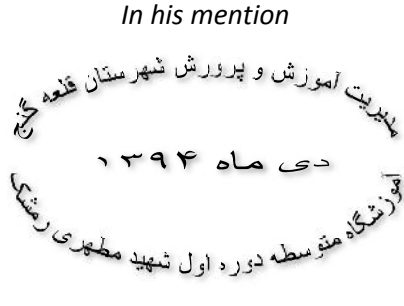 In his mention
مدیریت آموزش و پرورش شهرستان قلعه گنج
دی ماه ۱۳۹۴
آموزشگاه متوسطه دوره اول شهید مطهری رمشک